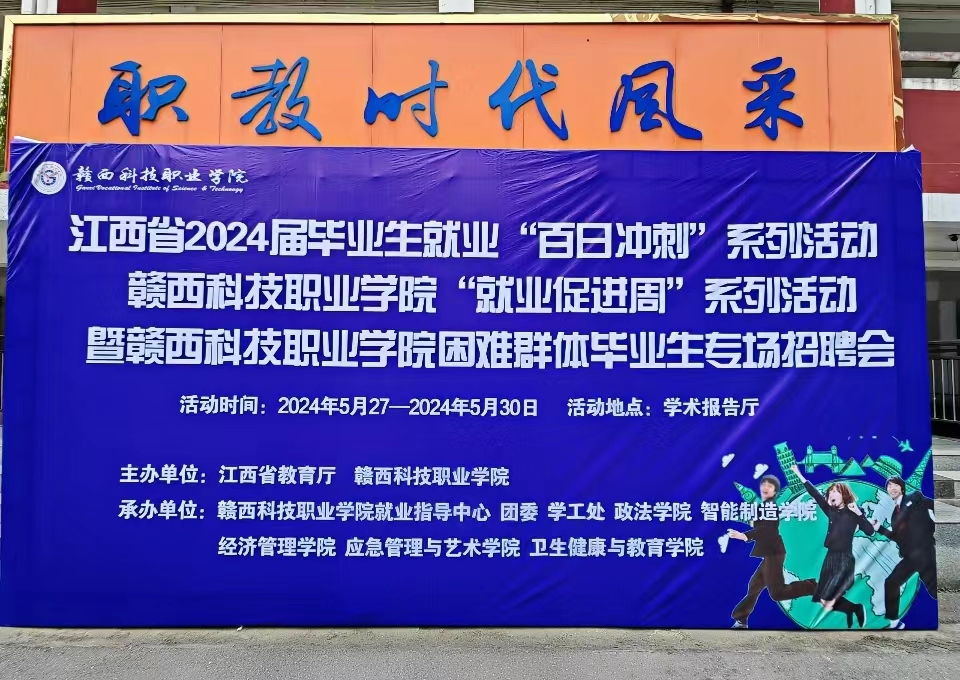 职教时代风采
赣西科技职业学院
Ganxi Vocational Institute of Science & Technology
江西省2024届毕业生就业“百日冲刺”系列活动
赣西科技职业学院“就业促进周”系列活动
暨赣西科技职业学院困难群体毕业生专场招聘会
活动时间：2024年5月27—2024年5月30日 活动地点：学术报告厅
主办单位：江西省教育厅 赣西科技职业学院
承办单位：赣西科技职业学院就业指导中心 团委 学工处 政法学院 智能制造学院
经济管理学院 应急管理与艺术学院 卫生健康与教育学院